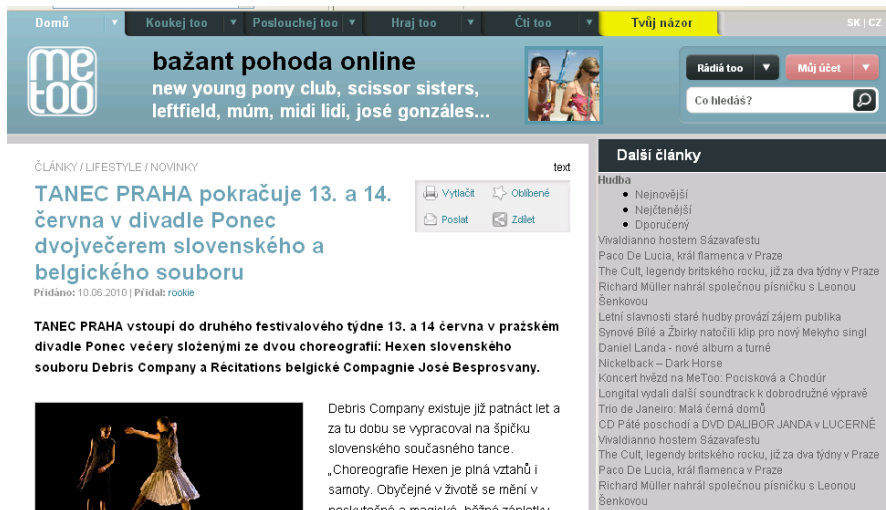 Domů
Koukej too
Poslouchej too
Hraj too
Čti too
Tvůj názor
SK | CZ
me too
bažant pohoda online
new young pony club, scissor sisters,
leftfield, múm, midi lidi, josé gonzáles...
Rádiá too
Můj účet
Co hledáš?
ČLÁNKY / LIFESTYLE / NOVINKY
text
TANEC PRAHA pokračuje 13. a 14.
června v divadle Ponec
dvojvečerem slovenského a
belgického souboru
Vytlačit
Oblíbené
Poslat
Zdílet
Přidáno: 10.06.2010 | Přidal: rookie
TANEC PRAHA vstoupí do druhého festivalového týdne 13. a 14 června v pražském
divadle Ponec večery složenými ze dvou choreografií: Hexen slovenského
souboru Debris Company a Récitations belgické Compagnie José Besprosvany.
Debris Company existuje již patnáct let a
za tu dobu se vypracoval na špičku
slovenského současného tance.
„Choreografie Hexen je plná vztahů i
samoty. Obyčejné v životě se mění v
Další články
Hudba
Nejnovější
Nejčtenější
Dporučený
Vivaldianno hostem Sázavafestu
Paco De Lucia, král flamenca v Praze
The Cult, legendy britského rocku, již za dva týdny v Praze
Richard Müller nahrál společnou písničku s Leonou
Šenkovou
Letní slavnosti staré hudby provází zájem publika
Synové Bílé a Žbirky natočili klip pro nový Mekyho singl
Daniel Landa - nové album a turné
Nickelback – Dark Horse
Koncert hvězd na MeToo: Pocisková a Chodúr
Longital vydali další soundtrack k dobrodružné výpravě
Trio de Janeiro: Malá černá domů
CD Páté poschodí a DVD DALIBOR JANDA v LUCERNĚ
Vivaldianno hostem Sázavafestu
The Cult, legendy britského rocku, již za dva týdny v Praze
Paco De Lucia, král flamenca v Praze
Richard Müller nahrál společnou písničku s Leonou
Šenkovou